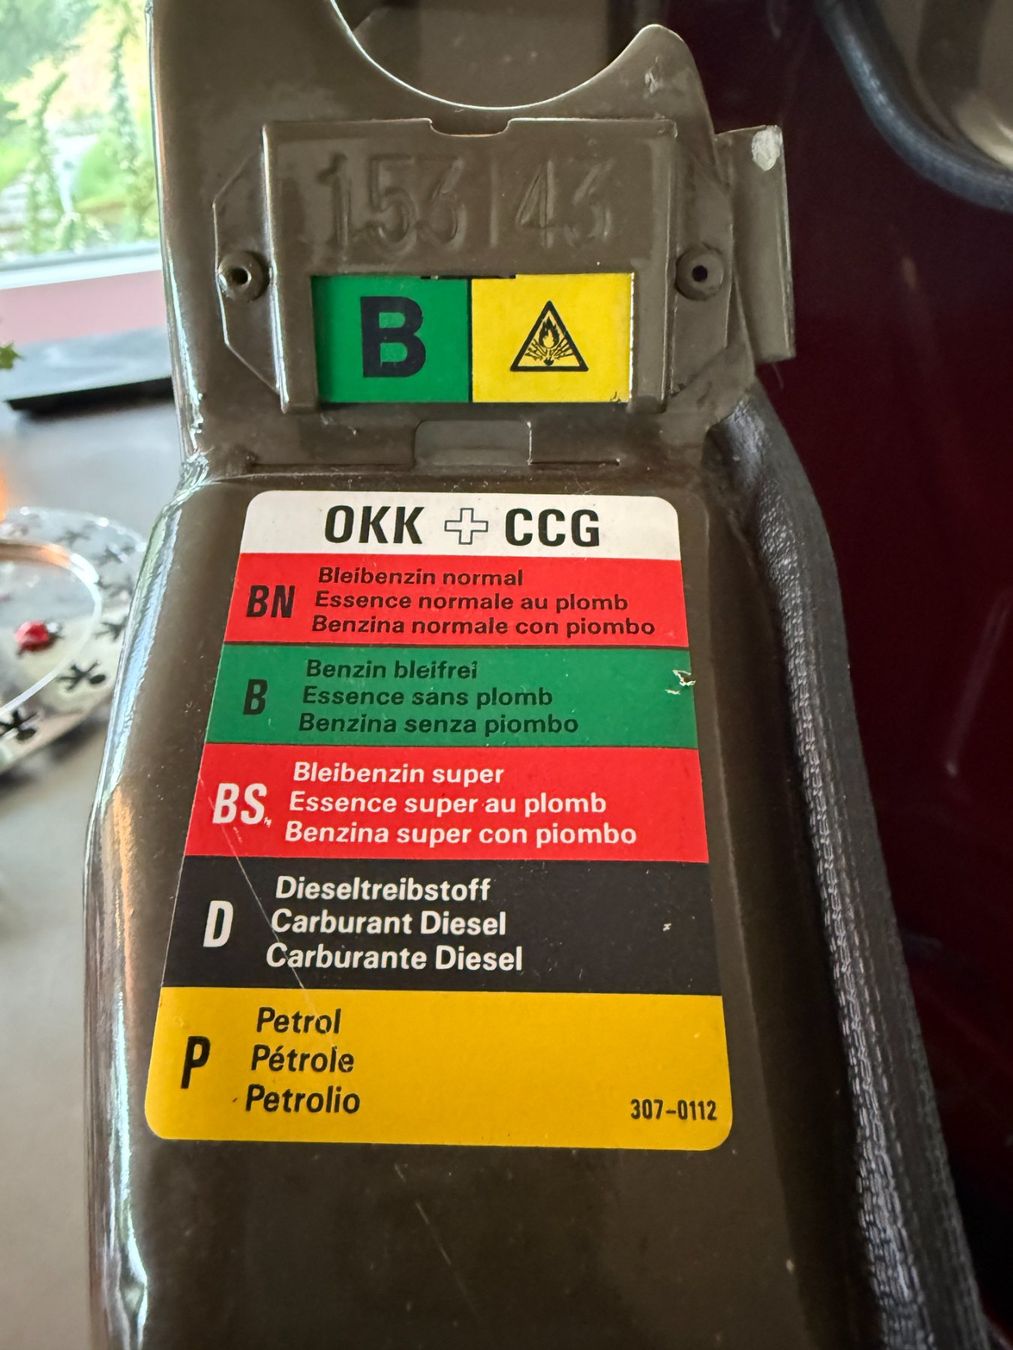 153143
B
OKK CCG
BN
Bleibenzin normal
Essence normale au plomb
Benzina normale con piombo
B
Benzin bleifrei
Essence sans plomb
Benzina senza piombo
BS
Bleibenzin super
Essence super au plomb
Benzina super con piombo
D
Dieseltreibstoff
Carburant Diesel
Carburante Diesel
P
Petrol
Pétrole
Petrolio
307-0112